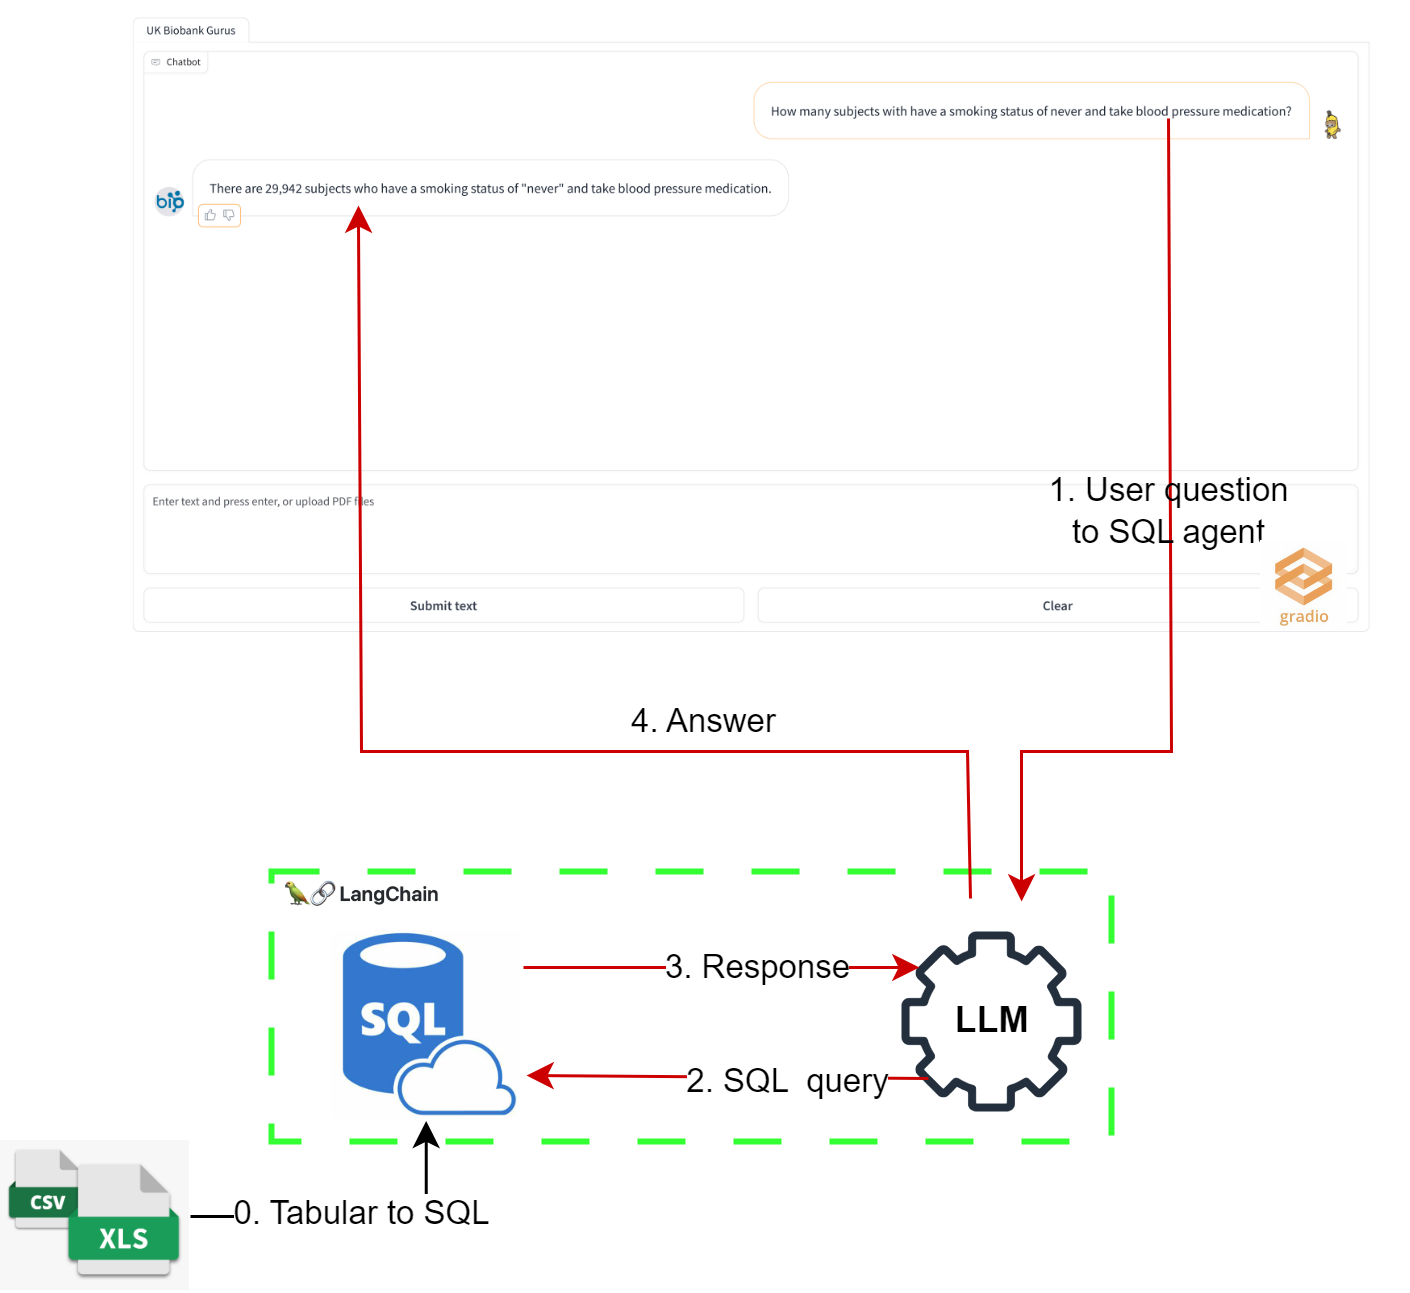 UK Biobank Gurus
Chatbot
How many subjects with have a smoking status of never and take blood pressure medication?
bip
There are 29,942 subjects who have a smoking status of "never" and take blood pressure medication.
Enter text and press enter, or upload PDF files
1. User question
to SQL agent
gradio
Submit text
Clear
4. Answer
LangChain
SQL
3. Response
LLM
2. SQL query
CSV
XLS
0. Tabular to SQL